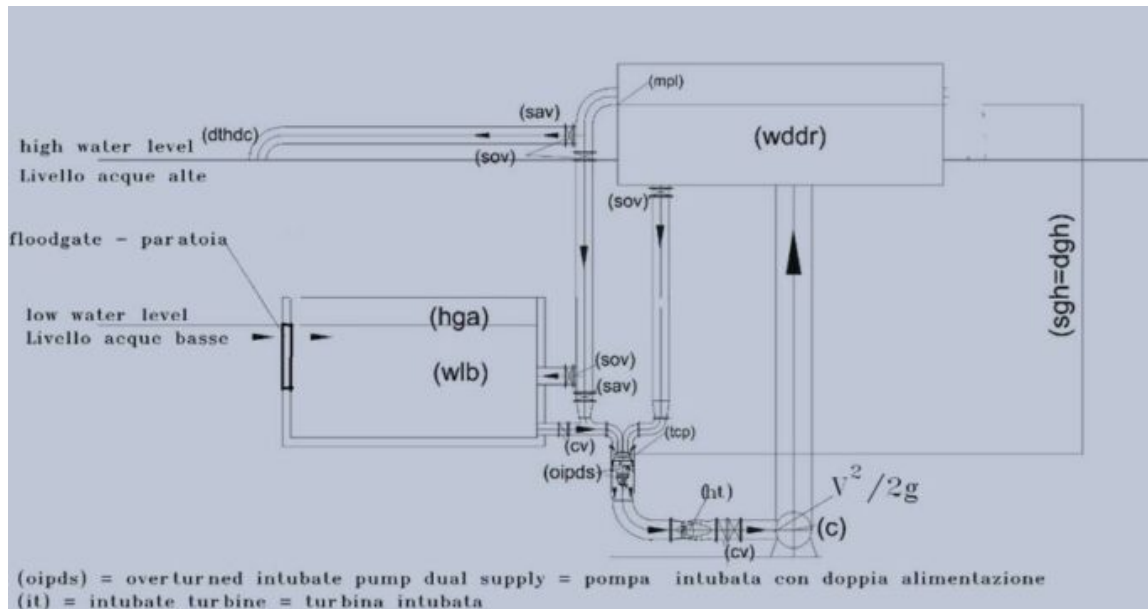 (mpl)
(sav)
(dthdc)
(wddr)
high water level
(sov)
Livello acque alte
(sov)
floodgate - paratoia
(sgh=dgh)
low water level
(hga)
Livello acque basse
(wlb)
(sov)
(sav)
(tcp)
(cv)
(oipds)
(ht)
V²/2g
(c)
(cv)
(oipds) = overturned intubate pump dual supply = pompa intubata con doppia alimentazione
(it) = intubate turbine = turbina intubata